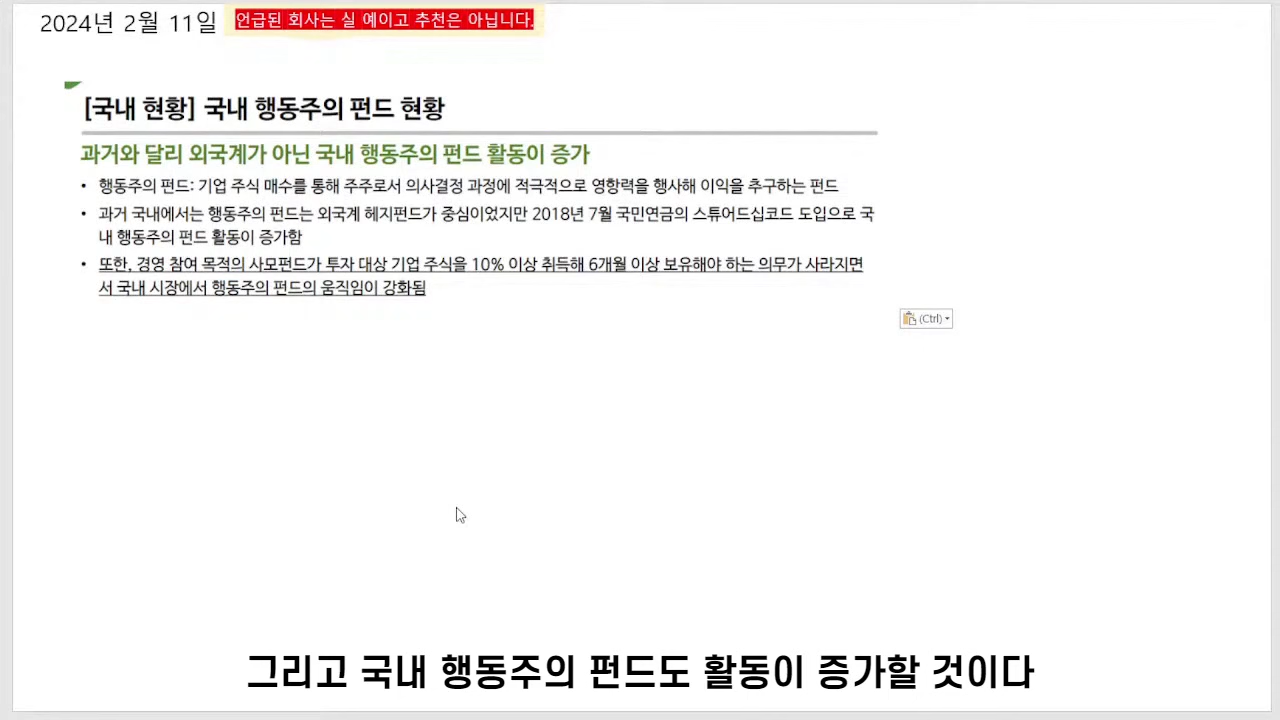 2024년 2월 11일
언급된 회사는 실 예이고 추천은 아닙니다.
[국내 현황] 국내 행동주의 펀드 현황
과거와 달리 외국계가 아닌 국내 행동주의 펀드 활동이 증가
• 행동주의 펀드: 기업 주식 매수를 통해 주주로서 의사결정 과정에 적극적으로 영향력을 행사해 이익을 추구하는 펀드
• 과거 국내에서는 행동주의 펀드는 외국계 헤지펀드가 중심이었지만 2018년 7월 국민연금의 스튜어드십코드 도입으로 국
내 행동주의 펀드 활동이 증가함
• 또한, 경영 참여 목적의 사모펀드가 투자 대상 기업 주식을 10% 이상 취득해 6개월 이상 보유해야 하는 의무가 사라지면
서 국내 시장에서 행동주의 펀드의 움직임이 강화됨
(Ctrl)
그리고 국내 행동주의 펀드도 활동이 증가할 것이다